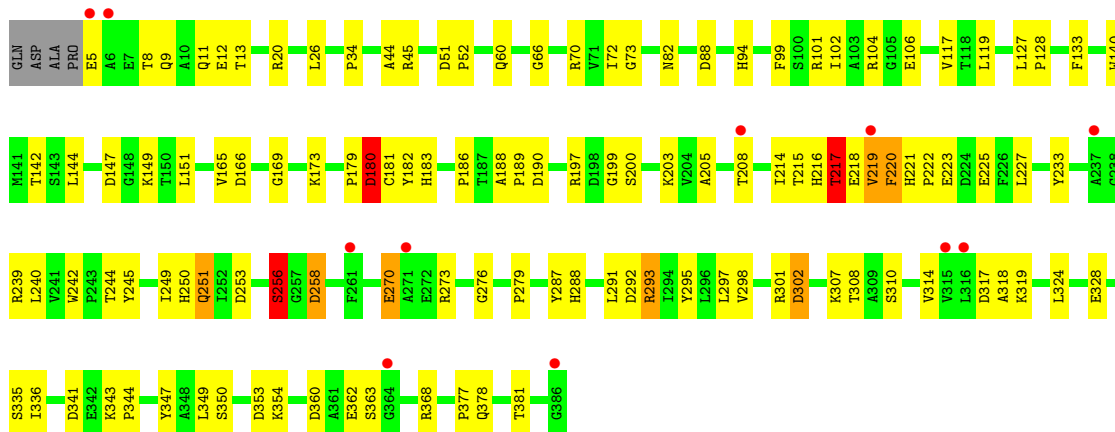 GLN ASP ALA PRO E5 A6 E7 T8 Q9 A10 Q11 E12 T13 R20 L26 P34 A44 R45 D51 P52 Q60 G66 R70 V71 I72 G73 N82 D88 H94 F99 S100 R101 I102 A103 R104 G105 E106 V117 T118 L119 L127 P128 F133 W140
M141 T142 S143 L144 D147 G148 K149 T150 L151 V165 D166 G169 K173 P179 D180 C181 Y182 H183 P186 T187 A188 P189 D190 R197 D198 G199 S200 K203 V204 A205 T208 I214 T215 H216 T217 E218 V219 F220 H221 P222 E223 D224 E225 F226 L227 Y233 A237 G238
R239 L240 V241 W242 P243 T244 Y245 I249 H250 Q251 I252 D253 S256 G257 D258 F261 E270 A271 E272 R273 G276 P279 Y287 H288 L291 D292 R293 I294 Y295 L296 L297 V298 R301 D302 K307 T308 A309 S310 V314 V315 L316 D317 A318 K319 L324 E328
S335 I336 D341 E342 K343 P344 Y347 A348 L349 S350 D353 K354 D360 A361 E362 S363 G364 R368 P377 Q378 T381 G386